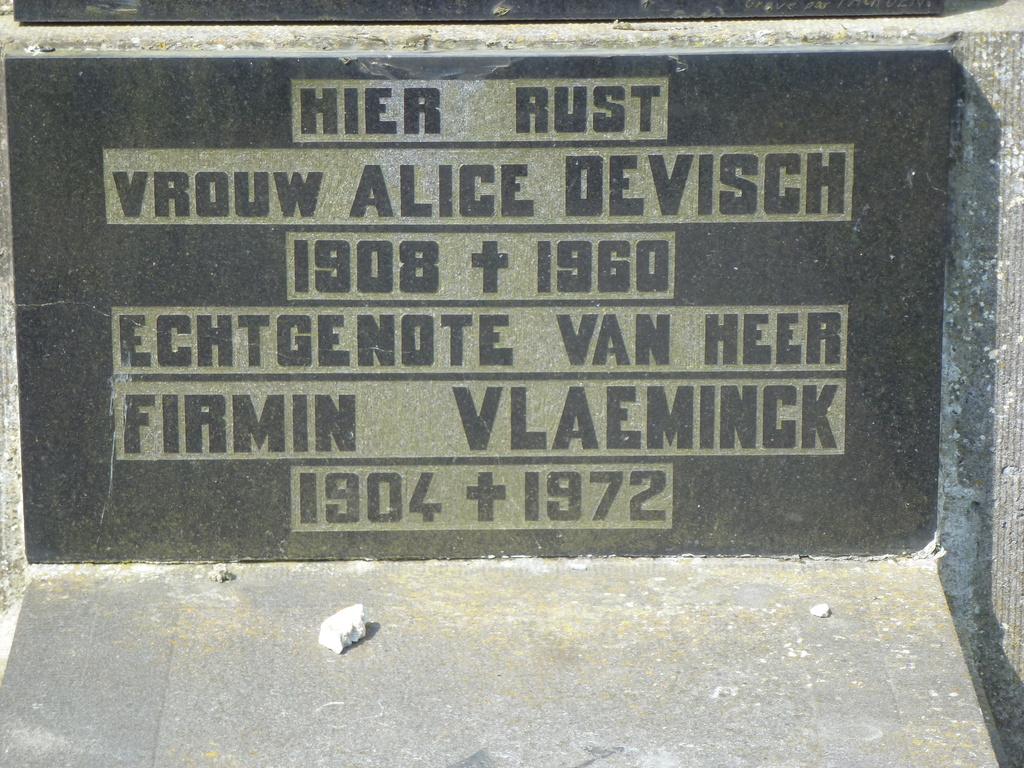 HIER RUST
VROUW ALICE DEVISCH
1908 ✝ 1960
ECHTGENOTE VAN HEER
FIRMIN VLAEMINCK
1904 ✝ 1972